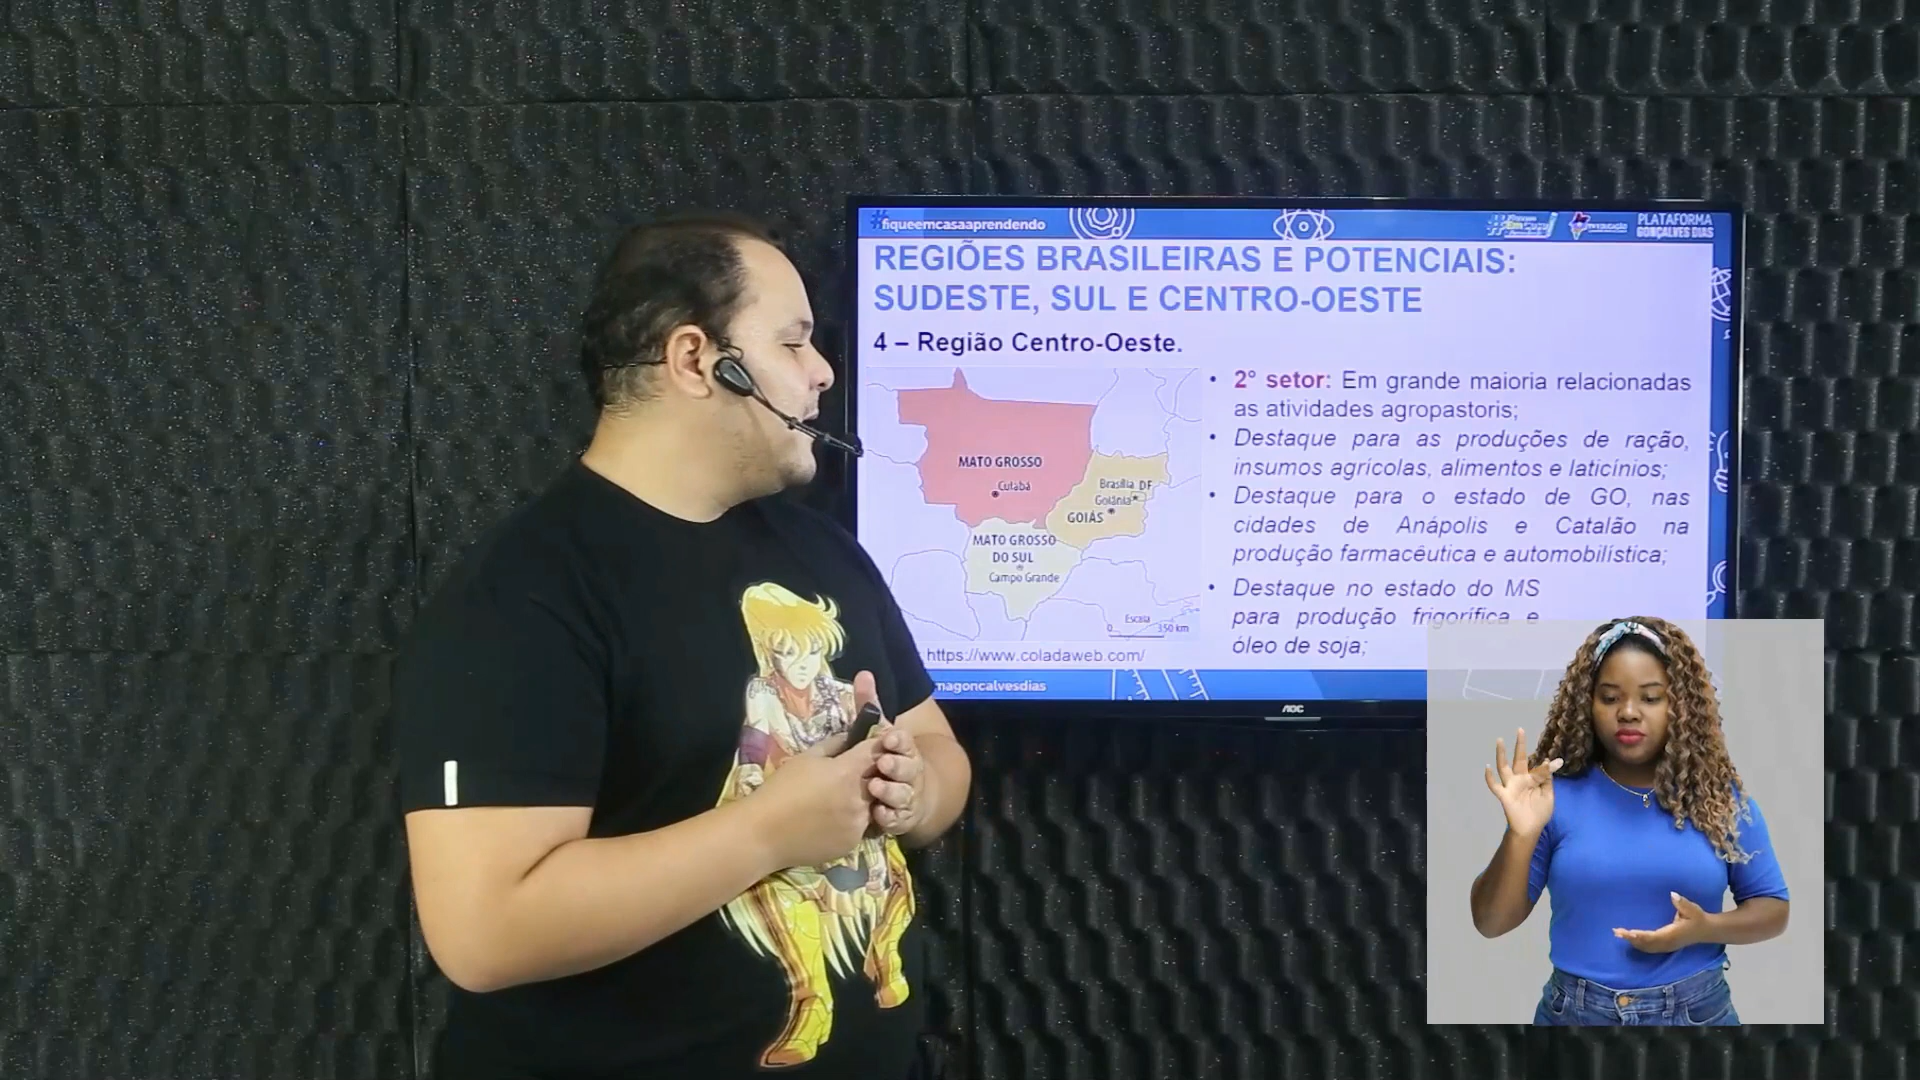 #fiqueemcasaaprendendo
PLATAFORMA
GONÇALVES DIAS
REGIÕES BRASILEIRAS E POTENCIAIS:
SUDESTE, SUL E CENTRO-OESTE
4 – Região Centro-Oeste.
MATO GROSSO
Cuiabá
Brasília DF
Goiânia
GOIÁS
MATO GROSSO
DO SUL
Campo Grande
Escala
0 350 km
https://www.coladaweb.com/
• 2° setor: Em grande maioria relacionadas
as atividades agropastoris;
• Destaque para as produções de ração,
insumos agrícolas, alimentos e laticínios;
• Destaque para o estado de GO, nas
cidades de Anápolis e Catalão na
produção farmacêutica e automobilística;
• Destaque no estado do MS
para produção frigorífica e
óleo de soja;
magoncalvesdias
AOC